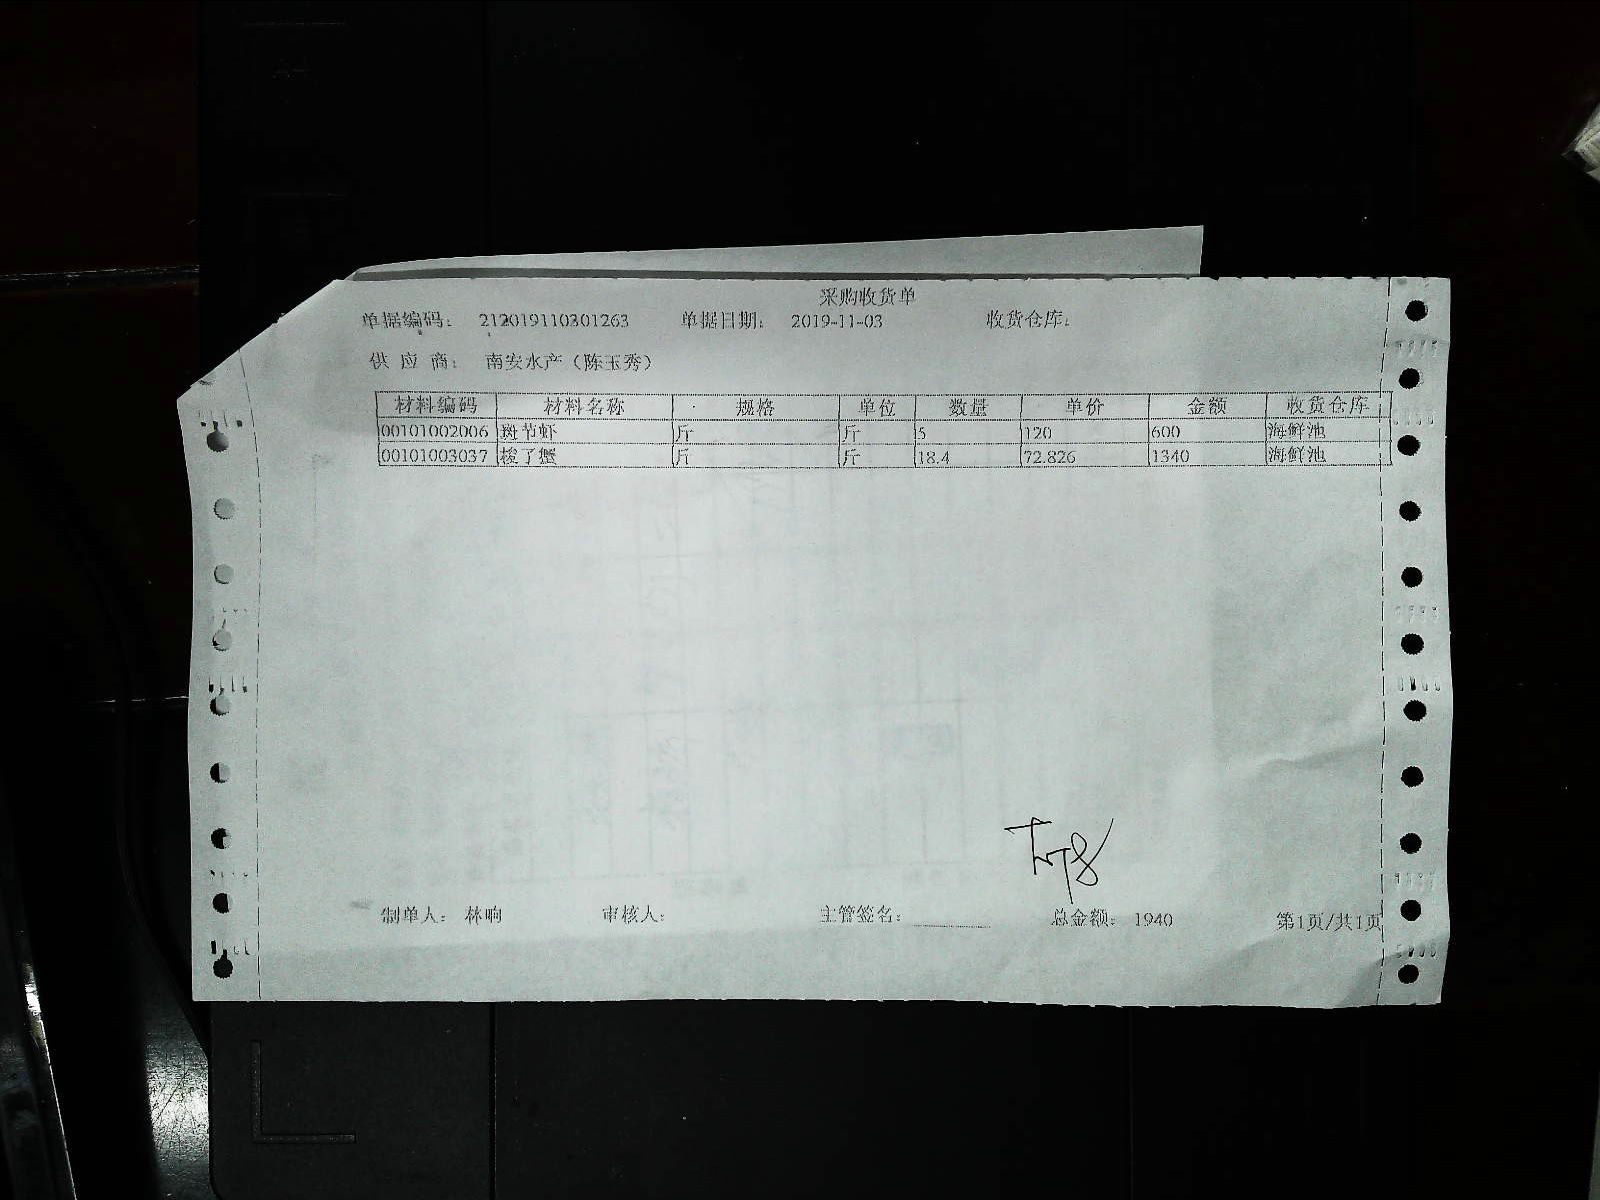 采购收货单
单据编码： 212019110301263 单据日期： 2019-11-03 收货仓库：
供 应 商： 南安水产（陈玉秀）
材料编码 材料名称 规格 单位 数量 单价 金额 收货仓库
00101002006 斑节虾 斤 斤 5 120 600 海鲜池
00101003037 梭子蟹 斤 斤 18.4 72.826 1340 海鲜池
制单人： 林响 审核人： 主管签名： 总金额： 1940 第1页/共1页